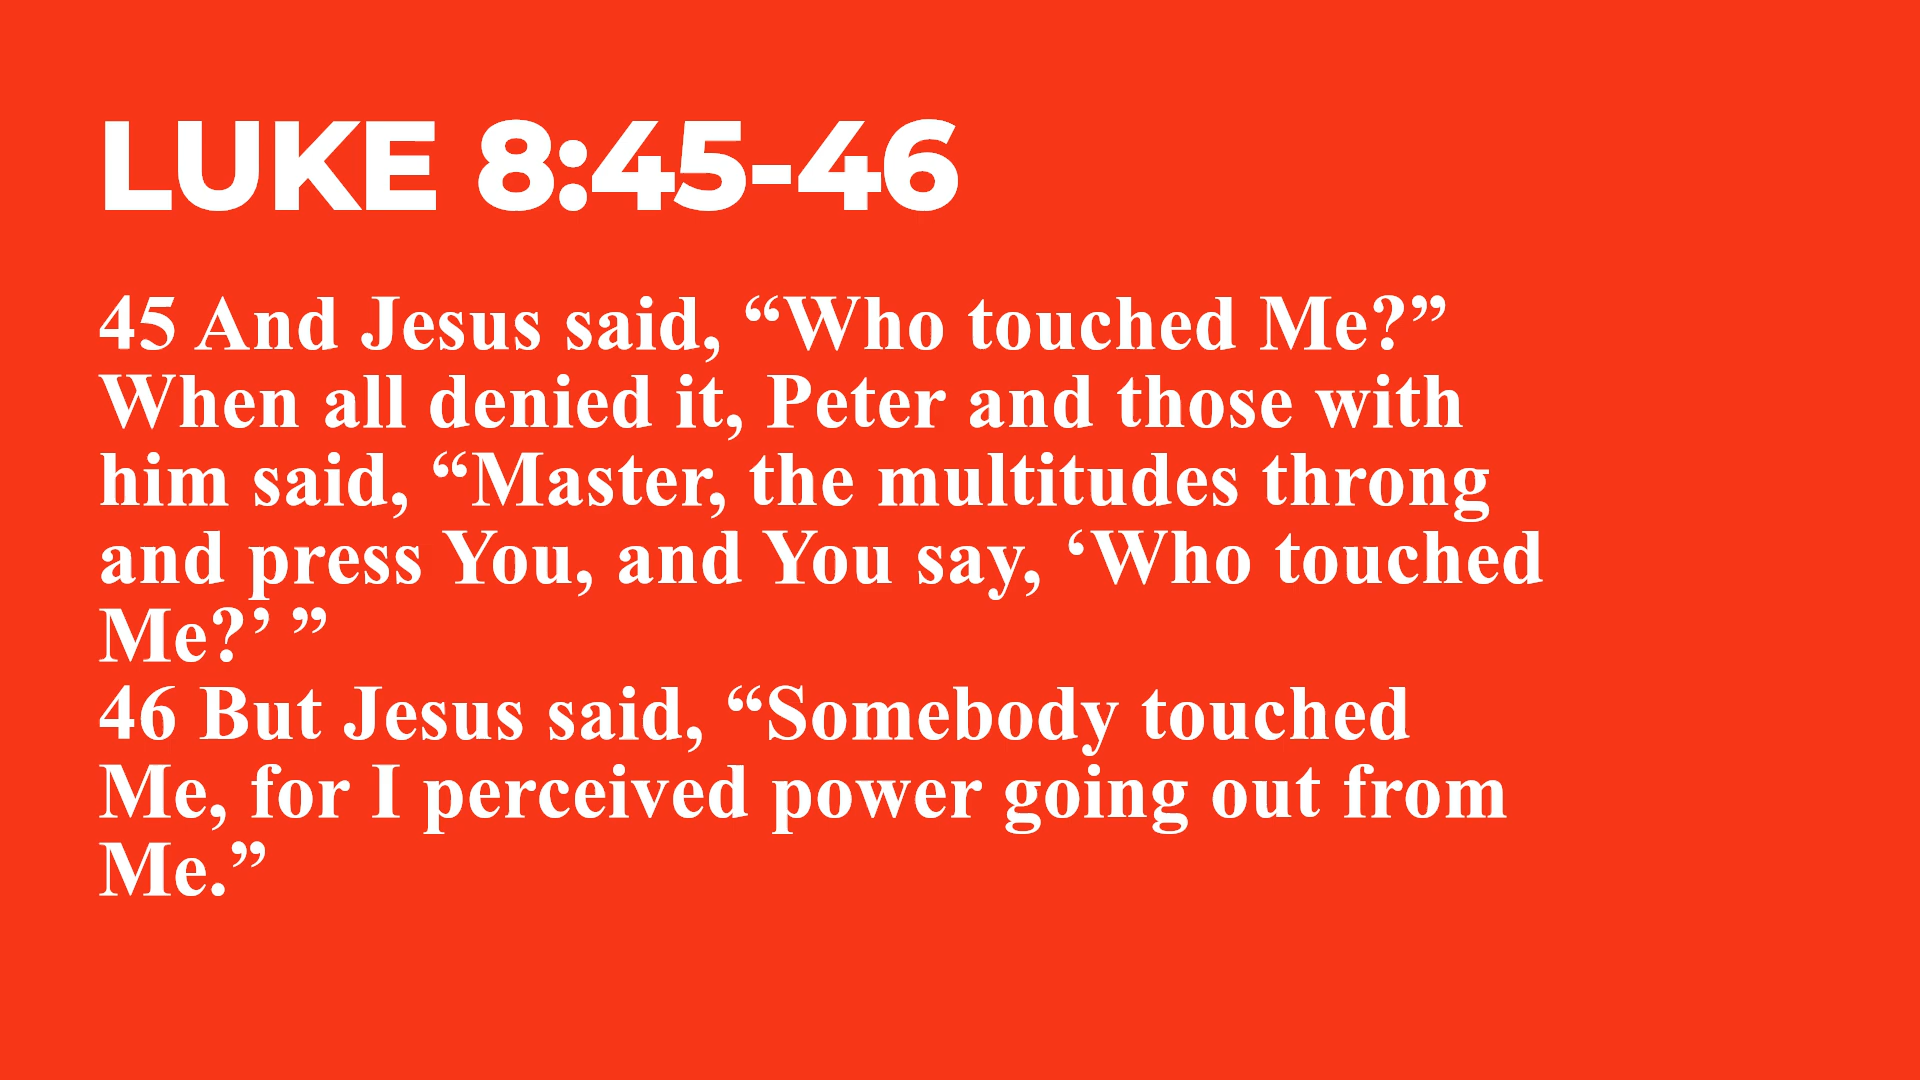 LUKE 8:45-46
45 And Jesus said, “Who touched Me?”
When all denied it, Peter and those with
him said, “Master, the multitudes throng
and press You, and You say, ‘Who touched
Me?’ ”
46 But Jesus said, “Somebody touched
Me, for I perceived power going out from
Me.”